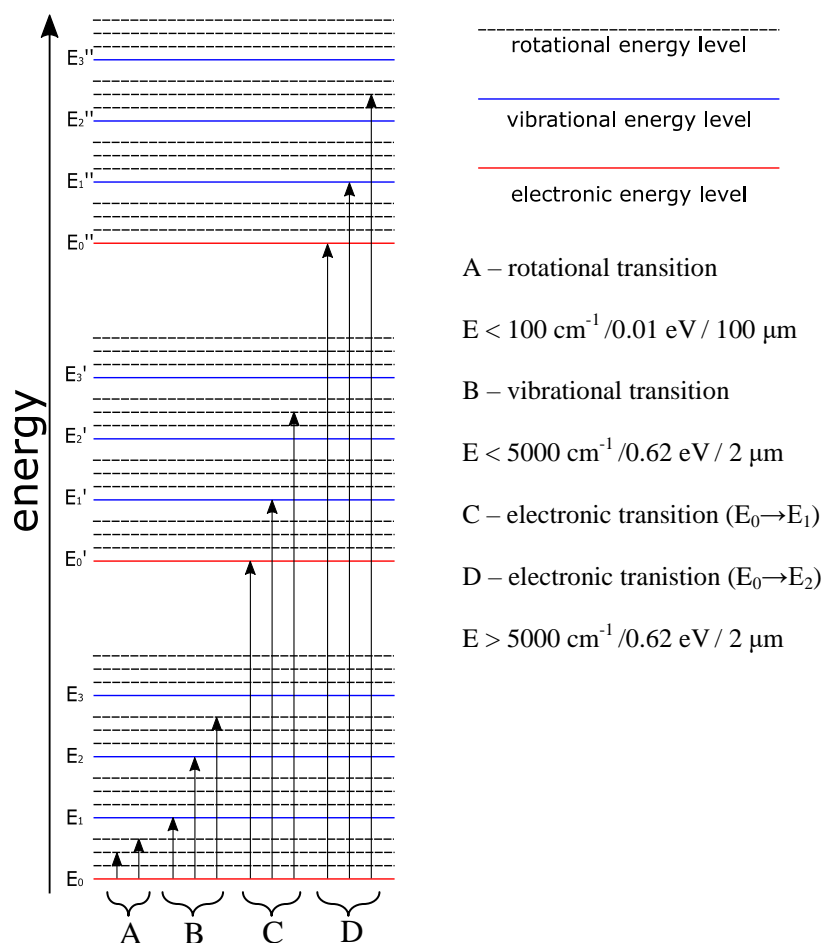 rotational energy level
vibrational energy level
electronic energy level
A – rotational transition
E < 100 cm⁻¹ /0.01 eV / 100 μm
B – vibrational transition
E < 5000 cm⁻¹ /0.62 eV / 2 μm
C – electronic transition (E₀→E₁)
D – electronic tranistion (E₀→E₂)
E > 5000 cm⁻¹ /0.62 eV / 2 μm
energy
E₃''
E₂''
E₁''
E₀''
E₃'
E₂'
E₁'
E₀'
E₃
E₂
E₁
E₀
A B C D